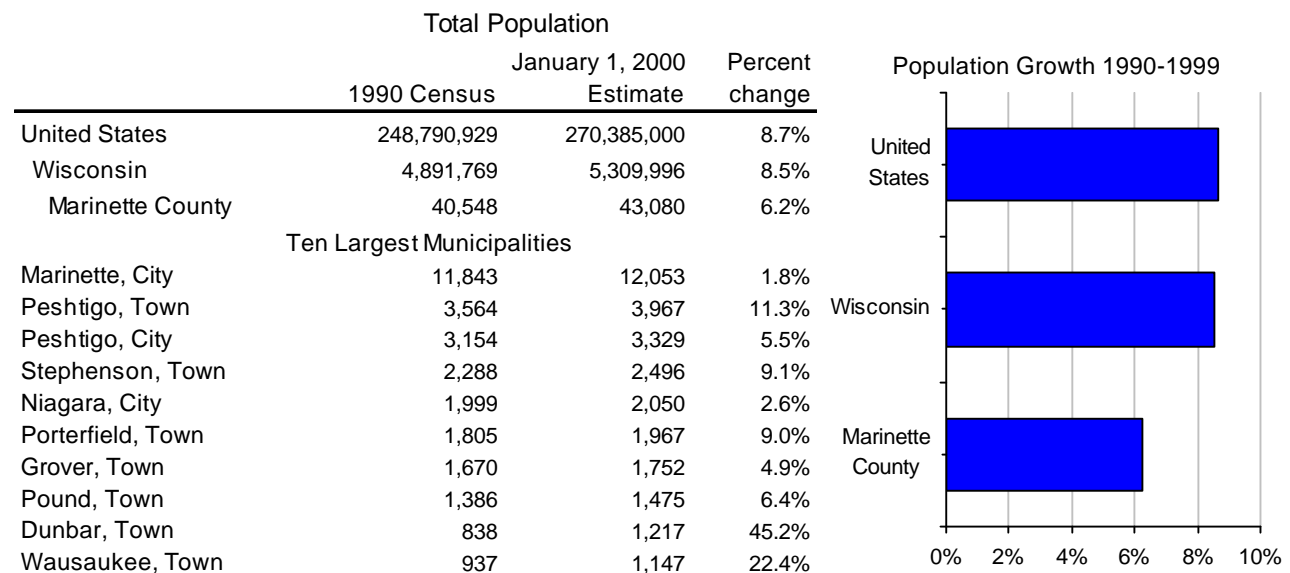 Total Population
January 1, 2000 Percent
1990 Census Estimate change
United States 248,790,929 270,385,000 8.7%
Wisconsin 4,891,769 5,309,996 8.5%
Marinette County 40,548 43,080 6.2%
Ten Largest Municipalities
Marinette, City 11,843 12,053 1.8%
Peshtigo, Town 3,564 3,967 11.3%
Peshtigo, City 3,154 3,329 5.5%
Stephenson, Town 2,288 2,496 9.1%
Niagara, City 1,999 2,050 2.6%
Porterfield, Town 1,805 1,967 9.0%
Grover, Town 1,670 1,752 4.9%
Pound, Town 1,386 1,475 6.4%
Dunbar, Town 838 1,217 45.2%
Wausaukee, Town 937 1,147 22.4%
Population Growth 1990-1999
United
States
Wisconsin
Marinette
County
0% 2% 4% 6% 8% 10%